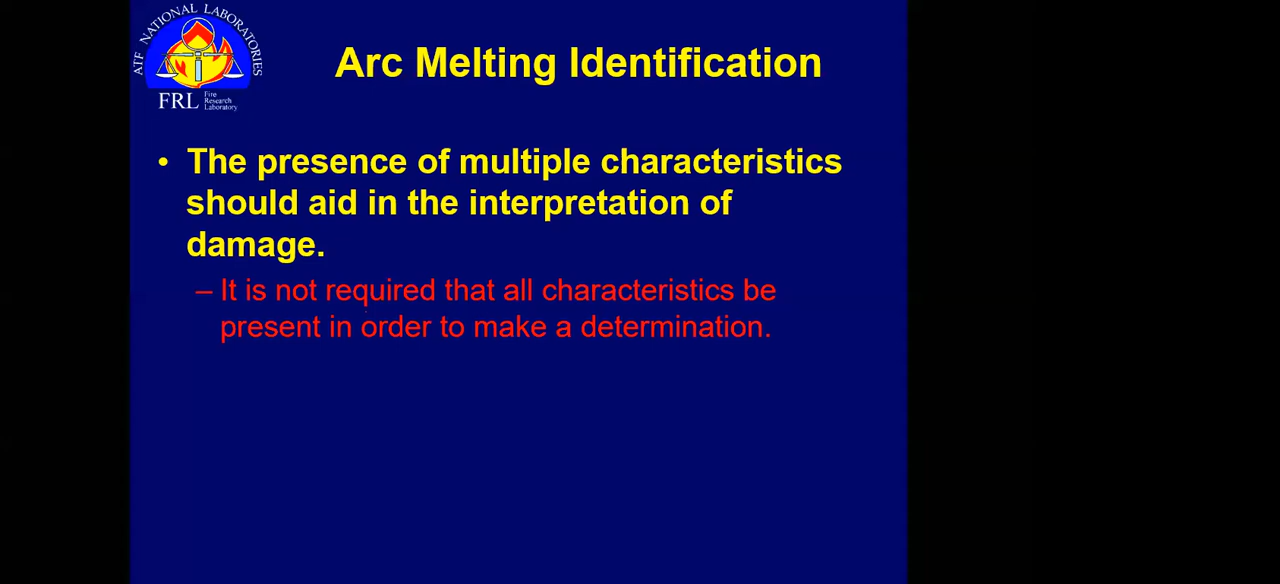 ATF NATIONAL LABORATORIES
FRL Fire
Research
Laboratory
Arc Melting Identification
• The presence of multiple characteristics
should aid in the interpretation of
damage.
– It is not required that all characteristics be
present in order to make a determination.